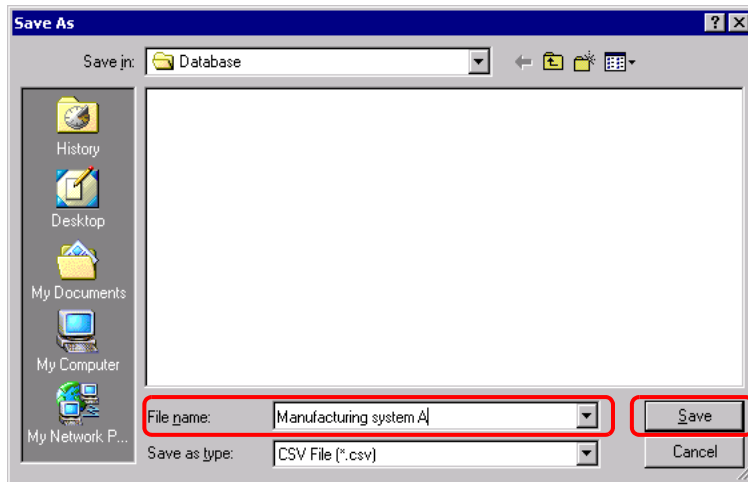 Save As
Save in: Database
History
Desktop
My Documents
My Computer
My Network P...
File name: Manufacturing system A Save
Save as type: CSV File (*.csv) Cancel